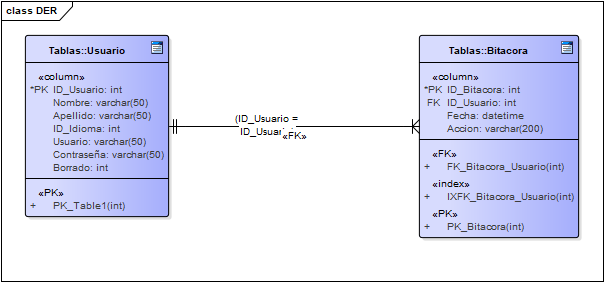 class DER
Tablas::Usuario
«column»
*PK ID_Usuario: int
Nombre: varchar(50)
Apellido: varchar(50)
ID_Idioma: int
Usuario: varchar(50)
Contraseña: varchar(50)
Borrado: int
«PK»
+ PK_Table1(int)
(ID_Usuario =
«FK»
Tablas::Bitacora
«column»
*PK ID_Bitacora: int
FK ID_Usuario: int
Fecha: datetime
Accion: varchar(200)
«FK»
+ FK_Bitacora_Usuario(int)
«index»
+ IXFK_Bitacora_Usuario(int)
«PK»
+ PK_Bitacora(int)